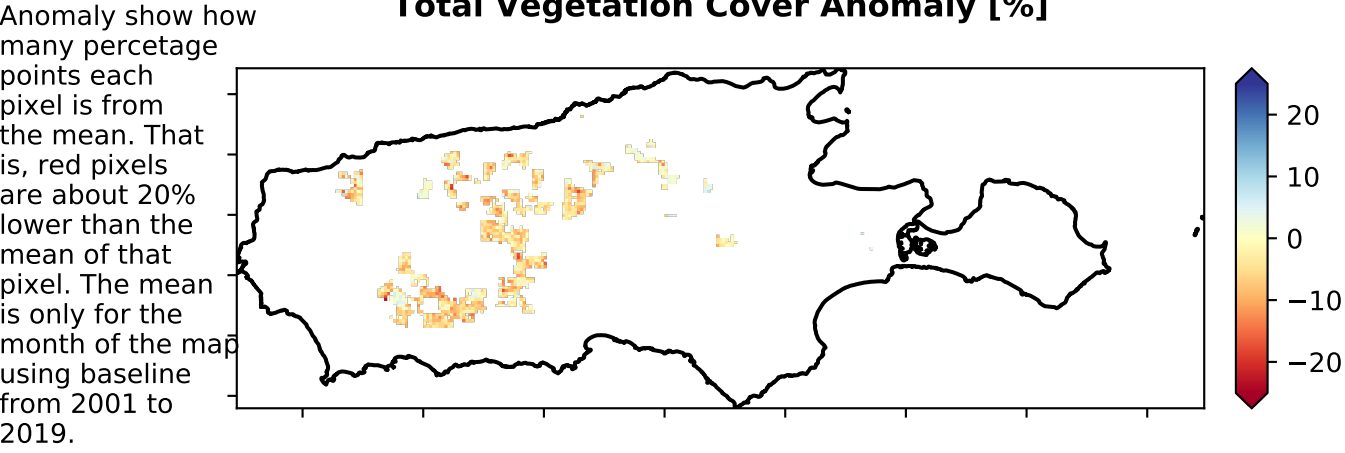 Total Vegetation Cover Anomaly [%]
Anomaly show how
many percetage
points each
pixel is from
the mean. That
is, red pixels
are about 20%
lower than the
mean of that
pixel. The mean
is only for the
month of the map
using baseline
from 2001 to
2019.
20
10
0
−10
−20